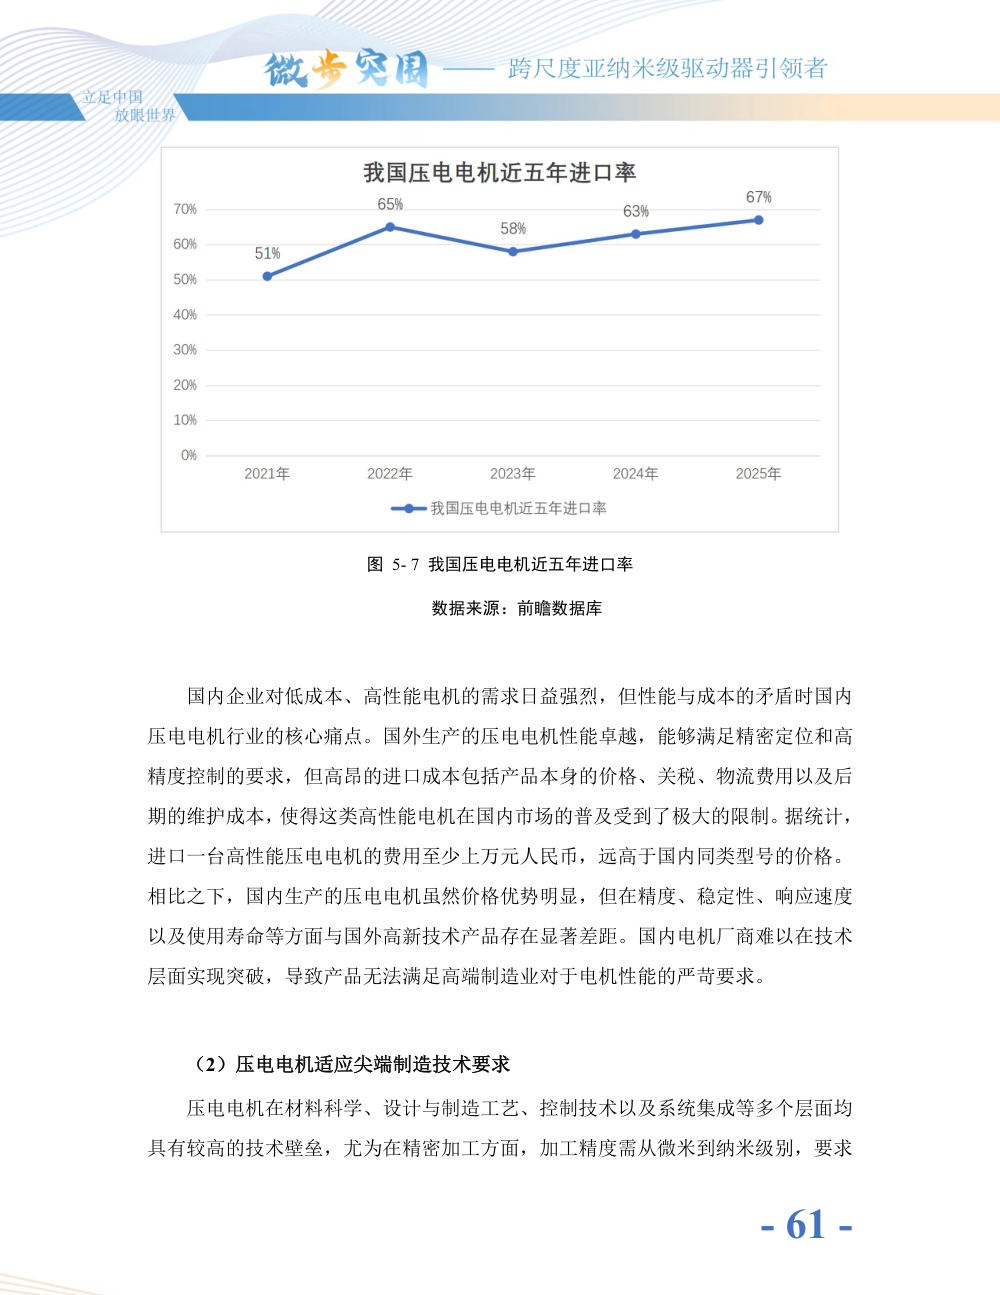 微步突围 —— 跨尺度亚纳米级驱动器引领者
立足中国
放眼世界
我国压电电机近五年进口率
70%
60%
50%
40%
30%
20%
10%
0%
51%
65%
58%
63%
67%
2021年 2022年 2023年 2024年 2025年
我国压电电机近五年进口率
图 5- 7 我国压电电机近五年进口率
数据来源：前瞻数据库
国内企业对低成本、高性能电机的需求日益强烈，但性能与成本的矛盾时国内
压电电机行业的核心痛点。国外生产的压电电机性能卓越，能够满足精密定位和高
精度控制的要求，但高昂的进口成本包括产品本身的价格、关税、物流费用以及后
期的维护成本，使得这类高性能电机在国内市场的普及受到了极大的限制。据统计，
进口一台高性能压电电机的费用至少上万元人民币，远高于国内同类型号的价格。
相比之下，国内生产的压电电机虽然价格优势明显，但在精度、稳定性、响应速度
以及使用寿命等方面与国外高新技术产品存在显著差距。国内电机厂商难以在技术
层面实现突破，导致产品无法满足高端制造业对于电机性能的严苛要求。
（2）压电电机适应尖端制造技术要求
压电电机在材料科学、设计与制造工艺、控制技术以及系统集成等多个层面均
具有较高的技术壁垒，尤为在精密加工方面，加工精度需从微米到纳米级别，要求
- 61 -